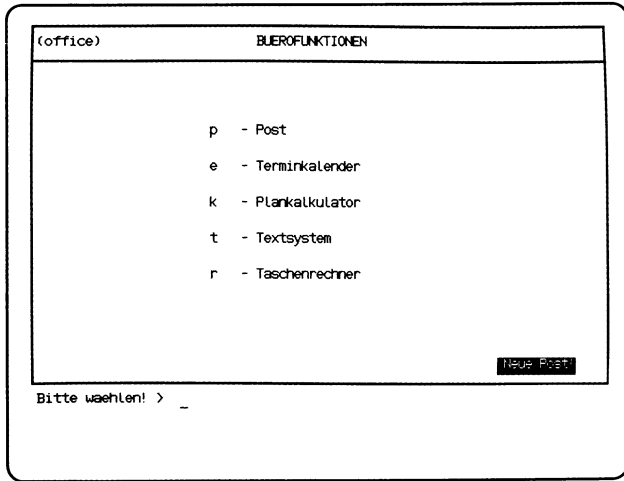 (office) BUEROFUNKTIONEN
p - Post
e - Terminkalender
k - Plankalkulator
t - Textsystem
r - Taschenrechner
Neue Post!
Bitte waehlen! > _